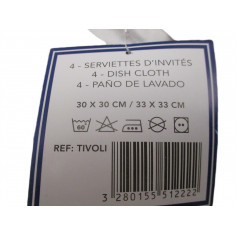 4 - SERVIETTES D'INVITÉS
4 - DISH CLOTH
4 - PAÑO DE LAVADO
30 X 30 CM / 33 X 33 CM
60
REF: TIVOLI
3 280155 512222